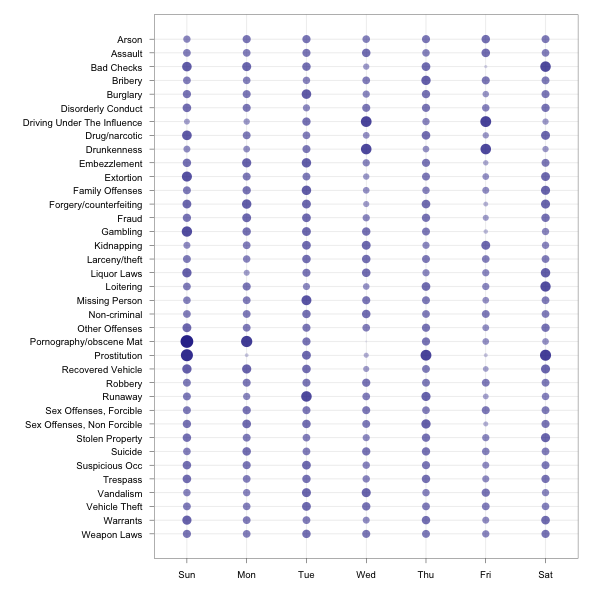 Arson
Assault
Bad Checks
Bribery
Burglary
Disorderly Conduct
Driving Under The Influence
Drug/narcotic
Drunkenness
Embezzlement
Extortion
Family Offenses
Forgery/counterfeiting
Fraud
Gambling
Kidnapping
Larceny/theft
Liquor Laws
Loitering
Missing Person
Non-criminal
Other Offenses
Pornography/obscene Mat
Prostitution
Recovered Vehicle
Robbery
Runaway
Sex Offenses, Forcible
Sex Offenses, Non Forcible
Stolen Property
Suicide
Suspicious Occ
Trespass
Vandalism
Vehicle Theft
Warrants
Weapon Laws
Sun Mon Tue Wed Thu Fri Sat